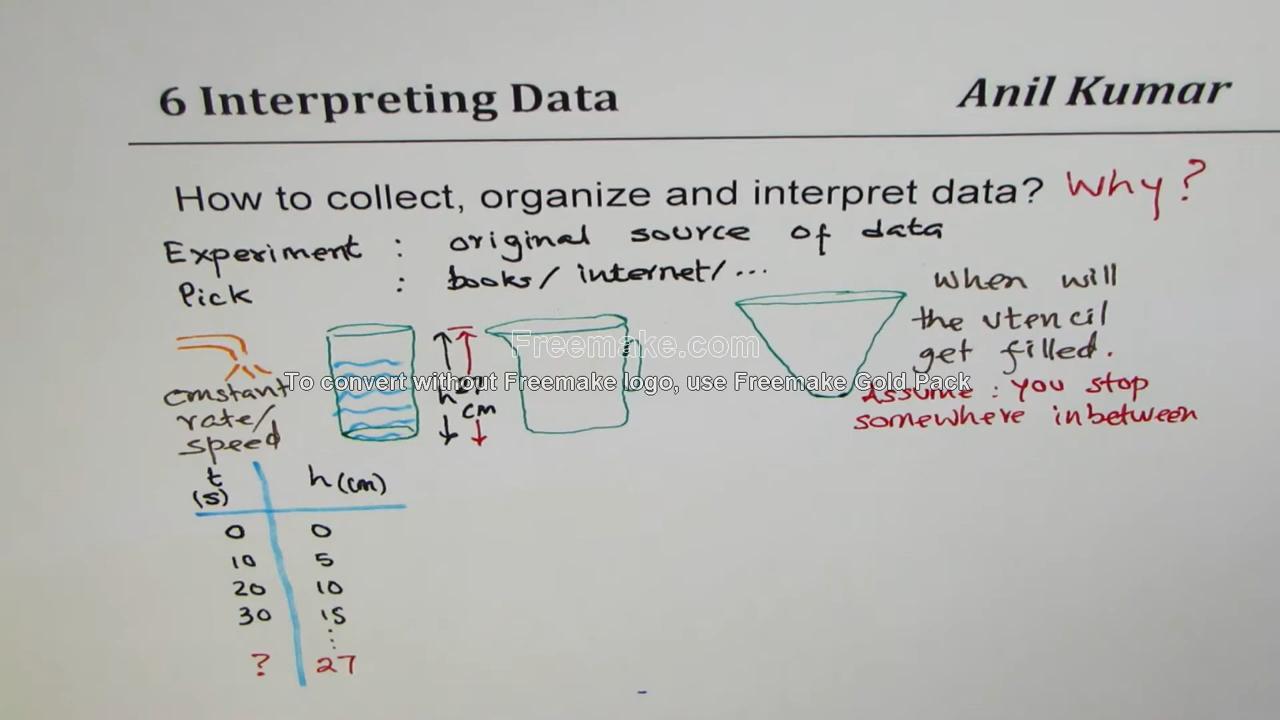 6 Interpreting Data
Anil Kumar
How to collect, organize and interpret data? Why?
Experiment : original source of data
Pick : books/ internet/ ...
When will
the utencil
get filled.
Assume : you stop
somewhere inbetween
constant
rate/
speed
h
cm
Freemake.com
To convert without Freemake logo, use Freemake Gold Pack
t (s) h (cm)
0 0
10 5
20 10
30 15
⋮
? 27